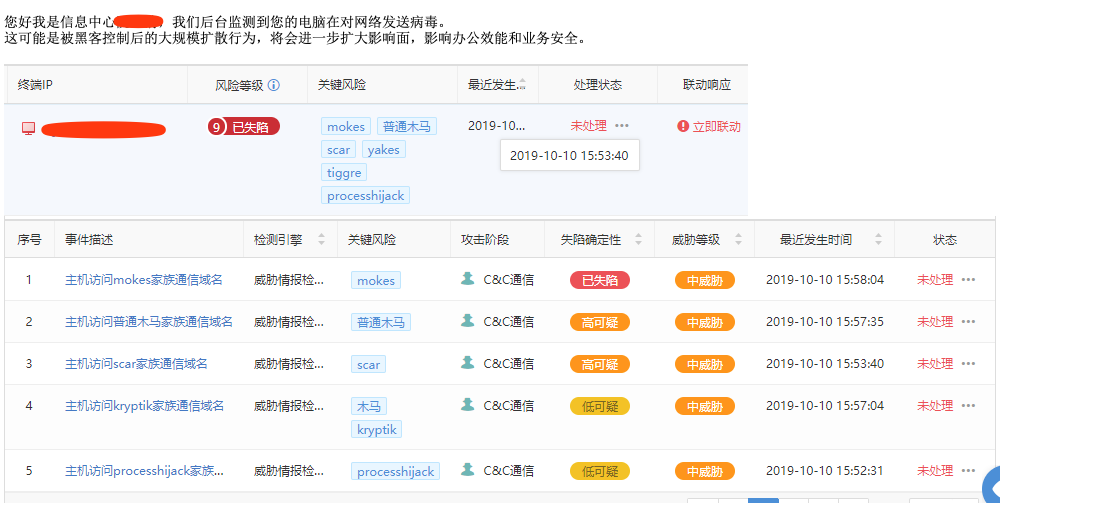 您好我是信息中心 ，我们后台监测到您的电脑在对网络发送病毒。
这可能是被黑客控制后的大规模扩散行为，将会进一步扩大影响面，影响办公效能和业务安全。
终端IP 风险等级 关键风险 最近发生... 处理状态 联动响应
9 已失陷 mokes 普通木马 2019-10... 未处理 ••• 立即联动
scar yakes 2019-10-10 15:53:40
tiggre
processhijack
序号 事件描述 检测引擎 关键风险 攻击阶段 失陷确定性 威胁等级 最近发生时间 状态
1 主机访问mokes家族通信域名 威胁情报检... mokes C&C通信 已失陷 中威胁 2019-10-10 15:58:04 未处理 •••
2 主机访问普通木马家族通信域名 威胁情报检... 普通木马 C&C通信 高可疑 中威胁 2019-10-10 15:57:35 未处理 •••
3 主机访问scar家族通信域名 威胁情报检... scar C&C通信 高可疑 中威胁 2019-10-10 15:53:40 未处理 •••
4 主机访问kryptik家族通信域名 威胁情报检... 木马 C&C通信 低可疑 中威胁 2019-10-10 15:57:04 未处理 •••
kryptik
5 主机访问processhijack家族... 威胁情报检... processhijack C&C通信 低可疑 中威胁 2019-10-10 15:52:31 未处理 •••